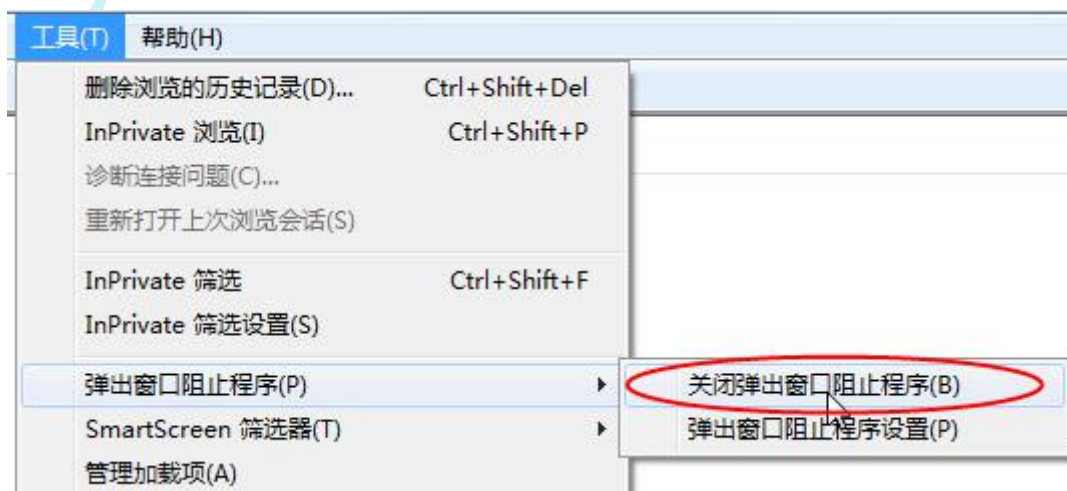 工具(T) 帮助(H)
删除浏览的历史记录(D)... Ctrl+Shift+Del
InPrivate 浏览(I) Ctrl+Shift+P
诊断连接问题(C)...
重新打开上次浏览会话(S)
InPrivate 筛选 Ctrl+Shift+F
InPrivate 筛选设置(S)
弹出窗口阻止程序(P) 关闭弹出窗口阻止程序(B)
SmartScreen 筛选器(T) 弹出窗口阻止程序设置(P)
管理加载项(A)